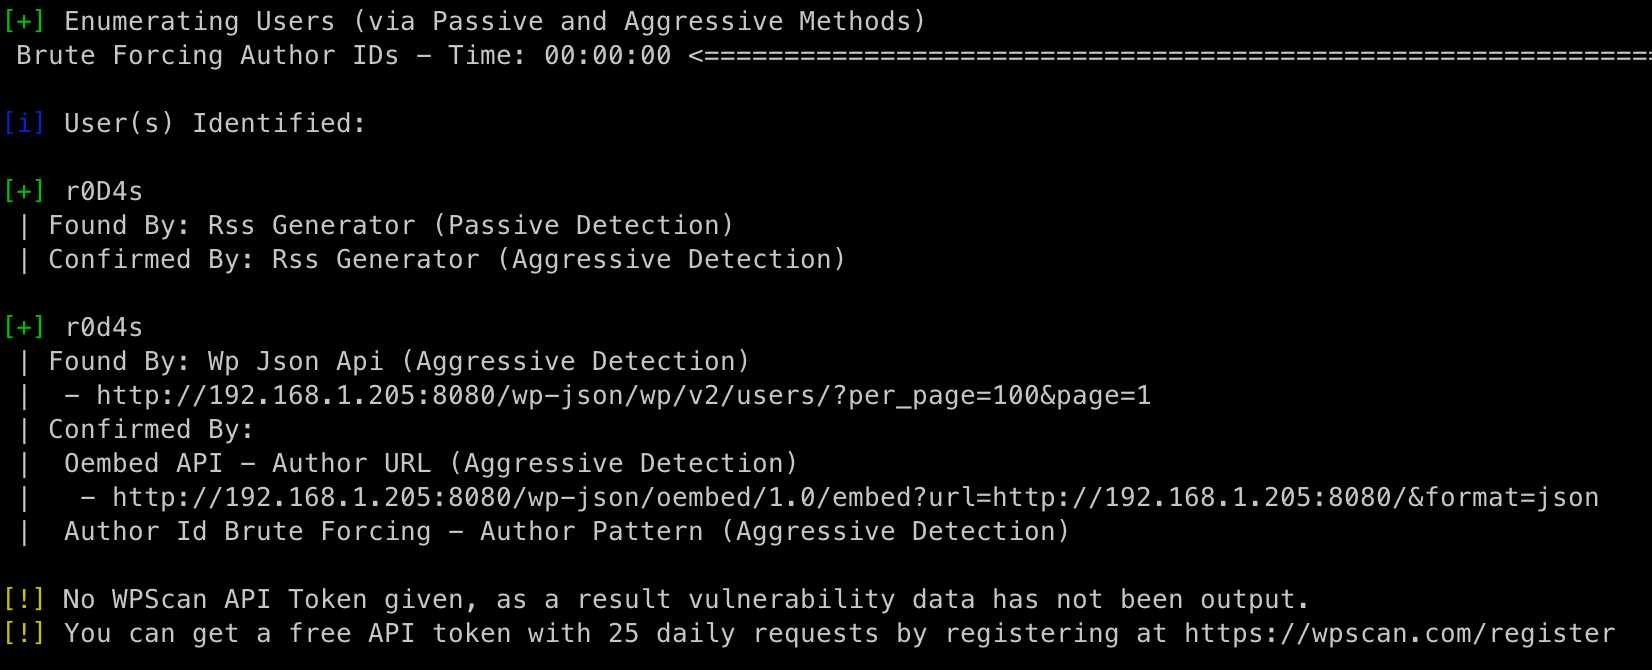 [+] Enumerating Users (via Passive and Aggressive Methods)
 Brute Forcing Author IDs - Time: 00:00:00 <===========================================================

[i] User(s) Identified:

[+] r0D4s
 | Found By: Rss Generator (Passive Detection)
 | Confirmed By: Rss Generator (Aggressive Detection)

[+] r0d4s
 | Found By: Wp Json Api (Aggressive Detection)
 |  - http://192.168.1.205:8080/wp-json/wp/v2/users/?per_page=100&page=1
 | Confirmed By:
 |  Oembed API - Author URL (Aggressive Detection)
 |   - http://192.168.1.205:8080/wp-json/oembed/1.0/embed?url=http://192.168.1.205:8080/&format=json
 |  Author Id Brute Forcing - Author Pattern (Aggressive Detection)

[!] No WPScan API Token given, as a result vulnerability data has not been output.
[!] You can get a free API token with 25 daily requests by registering at https://wpscan.com/register